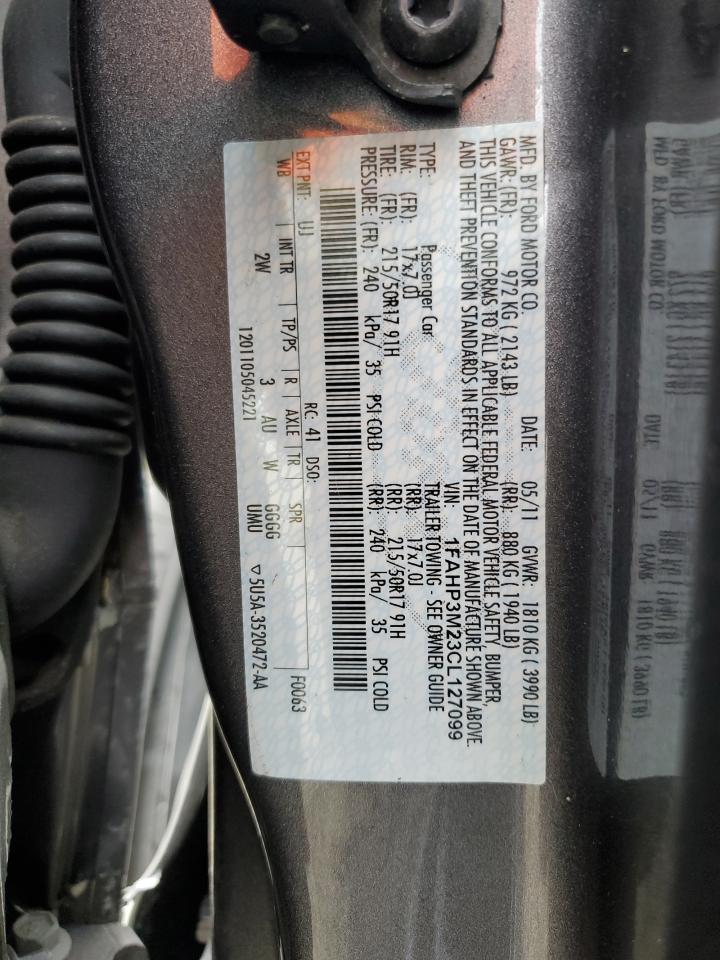 MFD. BY FORD MOTOR CO. DATE: 05/11 GVWR: 1810 KG ( 3990 LB)
GAWR: (FR): 972 KG ( 2143 LB) (RR): 880 KG ( 1940 LB)
THIS VEHICLE CONFORMS TO ALL APPLICABLE FEDERAL MOTOR VEHICLE SAFETY, BUMPER,
AND THEFT PREVENTION STANDARDS IN EFFECT ON THE DATE OF MANUFACTURE SHOWN ABOVE.
VIN: 1FAHP3M23CL127099
TYPE: Passenger Car TRAILER TOWING - SEE OWNER GUIDE
RIM: (FR): 17x7.0J (RR): 17x7.0J
TIRE: (FR): 215/50R17 91H (RR): 215/50R17 91H
PRESSURE: (FR): 240 kPa/ 35 PSI COLD (RR): 240 kPa/ 35 PSI COLD
RC: 41 DSO: F0063
EXT PNT: UJ
WB INT TR TP/PS R AXLE TR SPR
2W 3 AU W GGGG
1201105045221 UMU ▽5U5A-3520472-AA